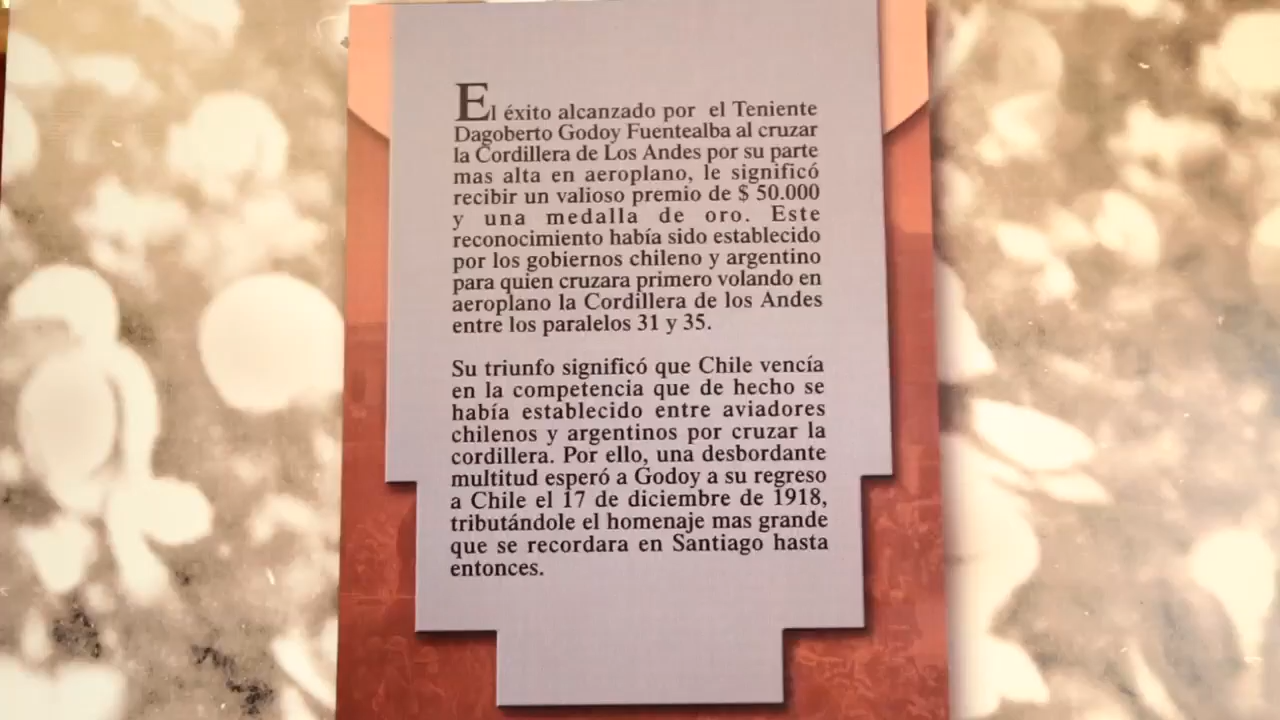 El éxito alcanzado por el Teniente
Dagoberto Godoy Fuentealba al cruzar
la Cordillera de Los Andes por su parte
mas alta en aeroplano, le significó
recibir un valioso premio de $ 50.000
y una medalla de oro. Este
reconocimiento había sido establecido
por los gobiernos chileno y argentino
para quien cruzara primero volando en
aeroplano la Cordillera de los Andes
entre los paralelos 31 y 35.
Su triunfo significó que Chile vencía
en la competencia que de hecho se
había establecido entre aviadores
chilenos y argentinos por cruzar la
cordillera. Por ello, una desbordante
multitud esperó a Godoy a su regreso
a Chile el 17 de diciembre de 1918,
tributándole el homenaje mas grande
que se recordara en Santiago hasta
entonces.